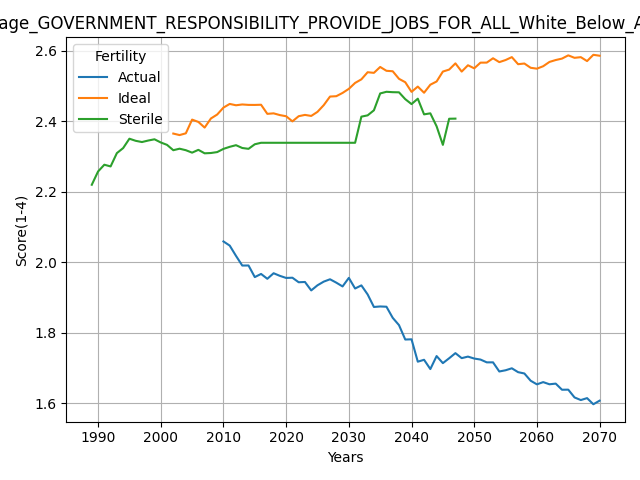 age_GOVERNMENT_RESPONSIBILITY_PROVIDE_JOBS_FOR_ALL_White_Below_A
Fertility
Actual
Ideal
Sterile
2.6
2.4
2.2
2.0
1.8
1.6
Score(1-4)
1990 2000 2010 2020 2030 2040 2050 2060 2070
Years